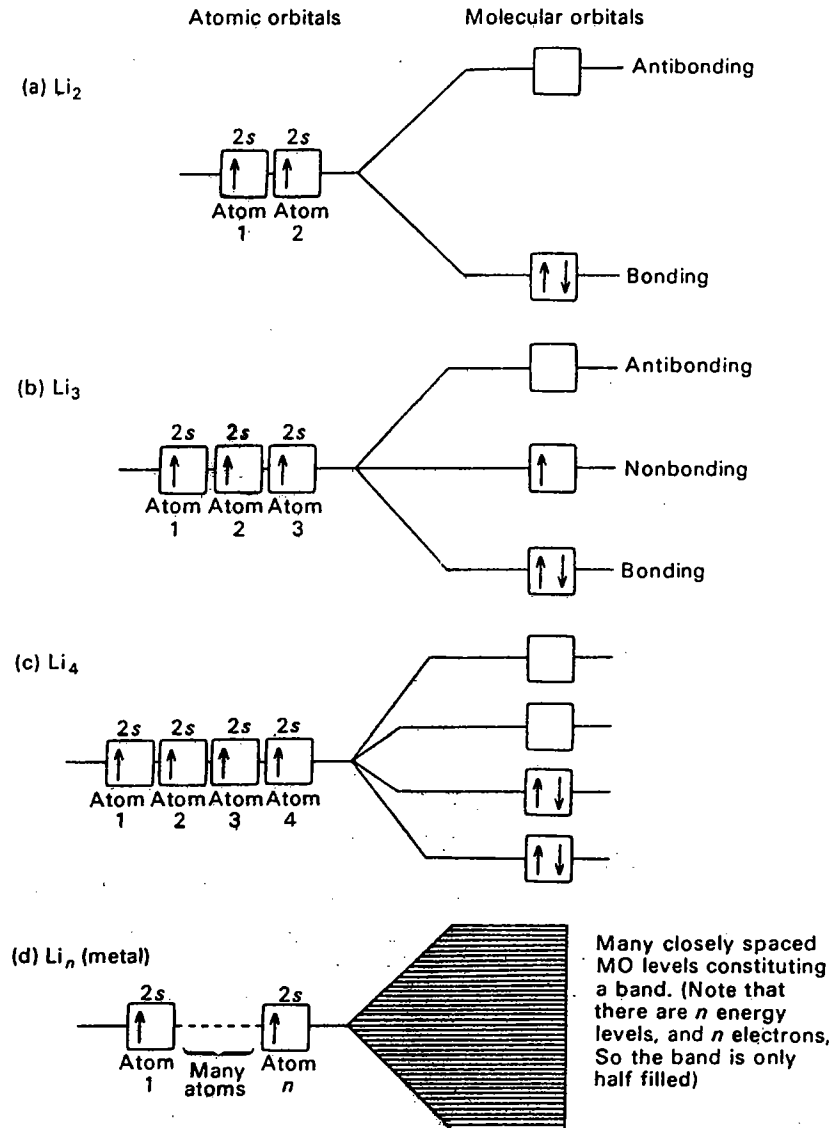 Atomic orbitals Molecular orbitals
(a) Li2
Antibonding
2s 2s
Atom Atom
1 2
Bonding
(b) Li3
Antibonding
2s 2s 2s
Nonbonding
Atom Atom Atom
1 2 3
Bonding
(c) Li4
2s 2s 2s 2s
Atom Atom Atom Atom
1 2 3 4
(d) Lin (metal)
2s 2s
Atom Many Atom
1 atoms n
Many closely spaced
MO levels constituting
a band. (Note that
there are n energy
levels, and n electrons,
So the band is only
half filled)